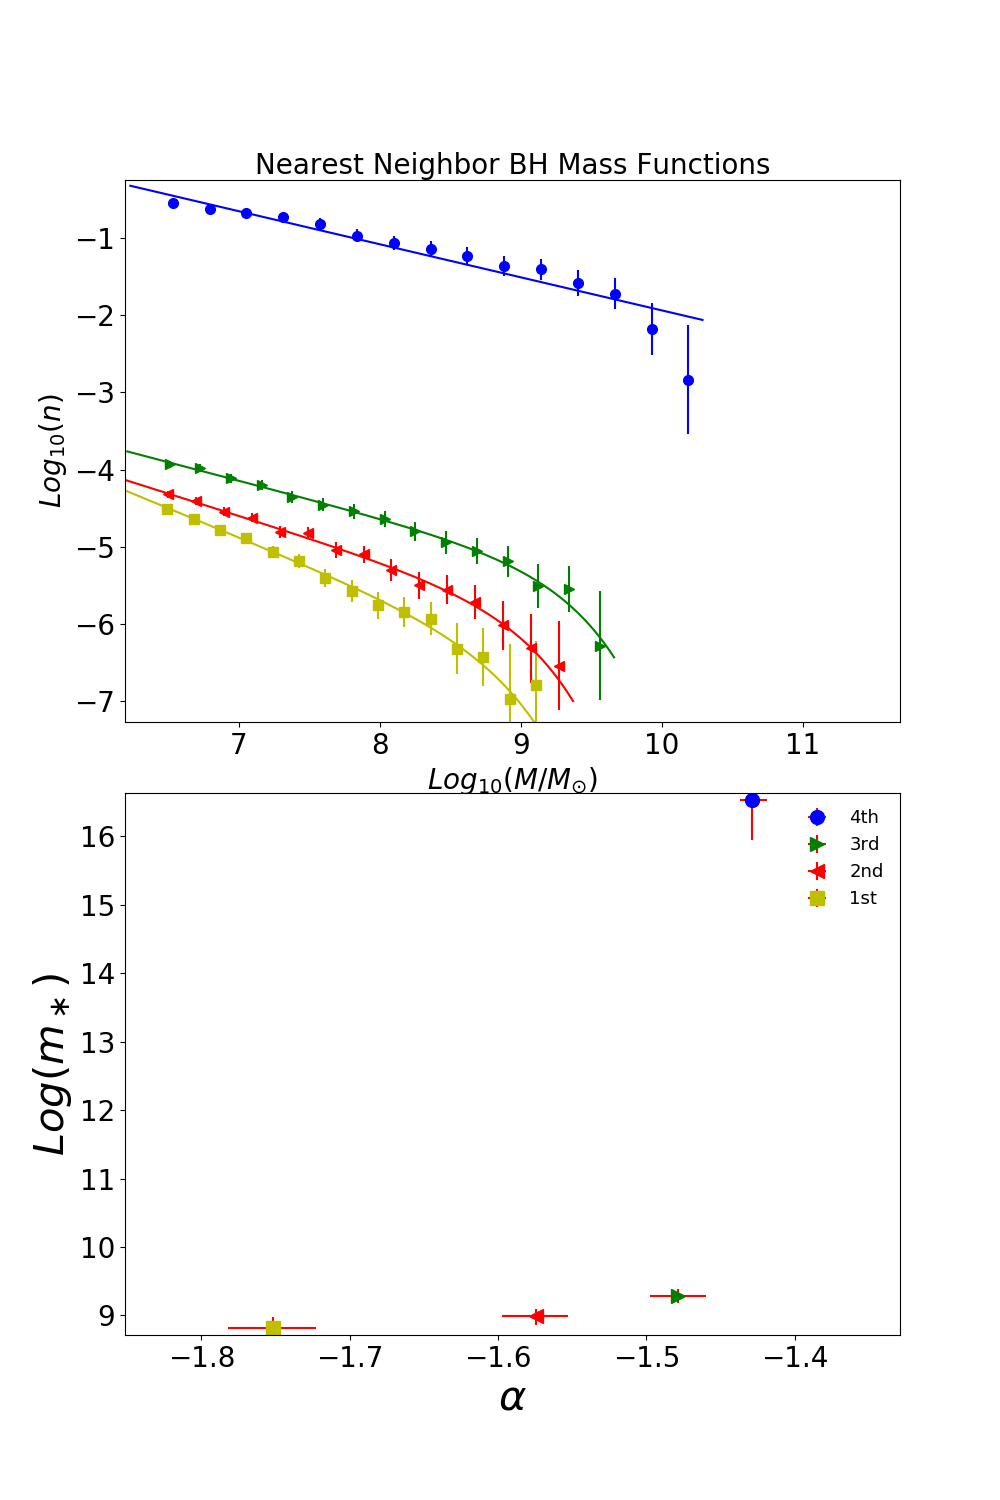 Nearest Neighbor BH Mass Functions
Log₁₀(n)
−1
−2
−3
−4
−5
−6
−7
7 8 9 10 11
Log₁₀(M/M⊙)
Log(m∗)
16
15
14
13
12
11
10
9
4th
3rd
2nd
1st
−1.8 −1.7 −1.6 −1.5 −1.4
α